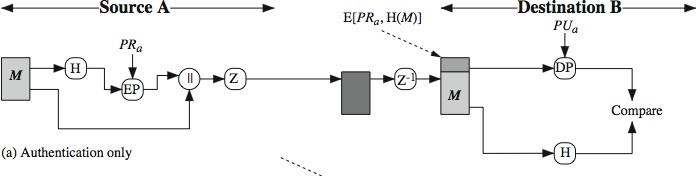 Source A
Destination B
E[PRa, H(M)]
PRa
PUa
M
H
EP
||
Z
Z-1
M
DP
Compare
H
(a) Authentication only